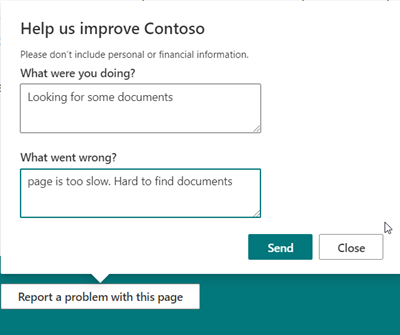 Help us improve Contoso
Please don't include personal or financial information.
What were you doing?
Looking for some documents
What went wrong?
page is too slow. Hard to find documents
Send
Close
Report a problem with this page